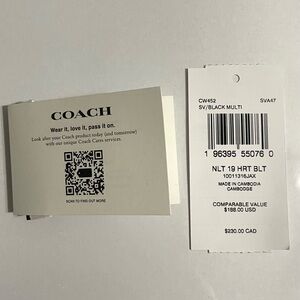 COACH
Wear it, love it, pass it on.
Look after your Coach product today (and tomorrow)
with our unique Coach Cares services.
SCAN TO FIND OUT MORE
CW452 SVA47
SV/BLACK MULTI
1 96395 55076 0
NLT 19 HRT BLT
10011316JAX
MADE IN CAMBODIA
CAMBODGE
COMPARABLE VALUE
$188.00 USD
$230.00 CAD